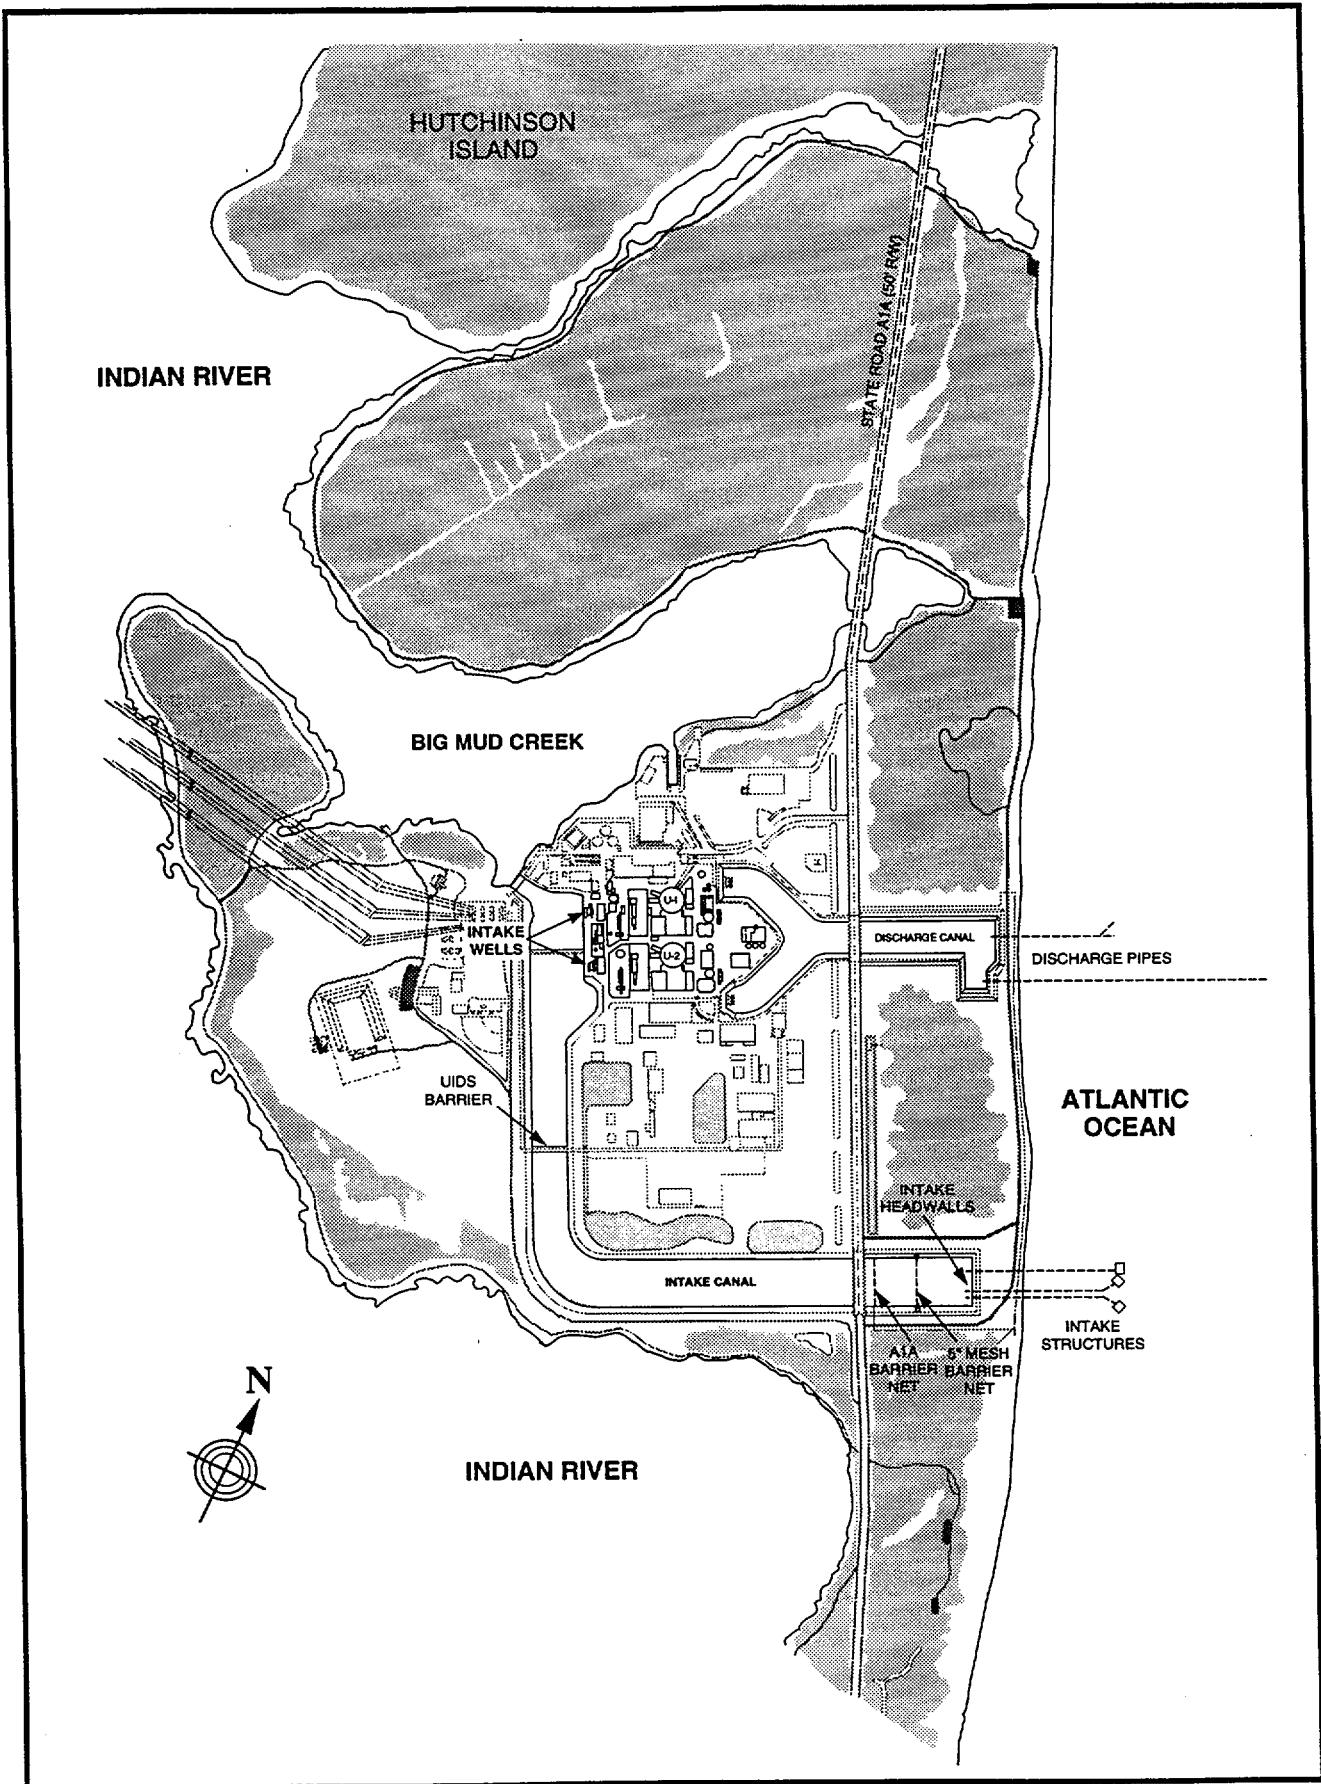 HUTCHINSON
ISLAND
STATE ROAD A1A (50' R/W)
INDIAN RIVER
BIG MUD CREEK
H
U-1
INTAKE
WELLS
U-2
DISCHARGE CANAL
DISCHARGE PIPES
UIDS
BARRIER
ATLANTIC
OCEAN
INTAKE
HEADWALLS
INTAKE CANAL
INTAKE
STRUCTURES
A1A
BARRIER
NET
5" MESH
BARRIER
NET
N
INDIAN RIVER